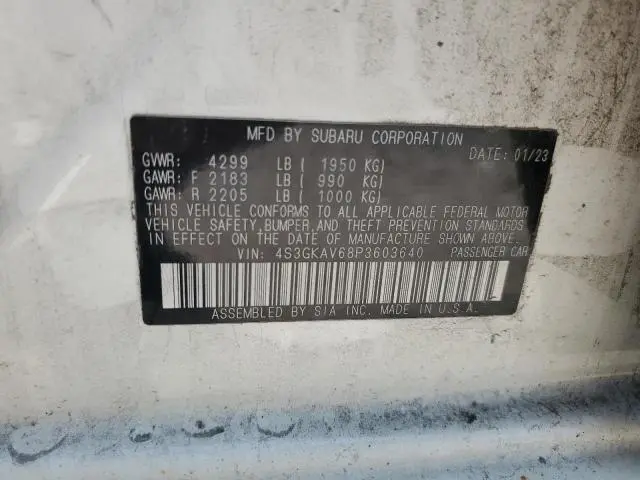 MFD BY SUBARU CORPORATION
DATE: 01/23
GVWR: 4299 LB ( 1950 KG)
GAWR: F 2183 LB ( 990 KG)
GAWR: R 2205 LB ( 1000 KG)
THIS VEHICLE CONFORMS TO ALL APPLICABLE FEDERAL MOTOR
VEHICLE SAFETY, BUMPER, AND THEFT PREVENTION STANDARDS
IN EFFECT ON THE DATE OF MANUFACTURE SHOWN ABOVE.
VIN: 4S3GKAV68P3603640 PASSENGER CAR
ASSEMBLED BY SIA INC. MADE IN U.S.A.